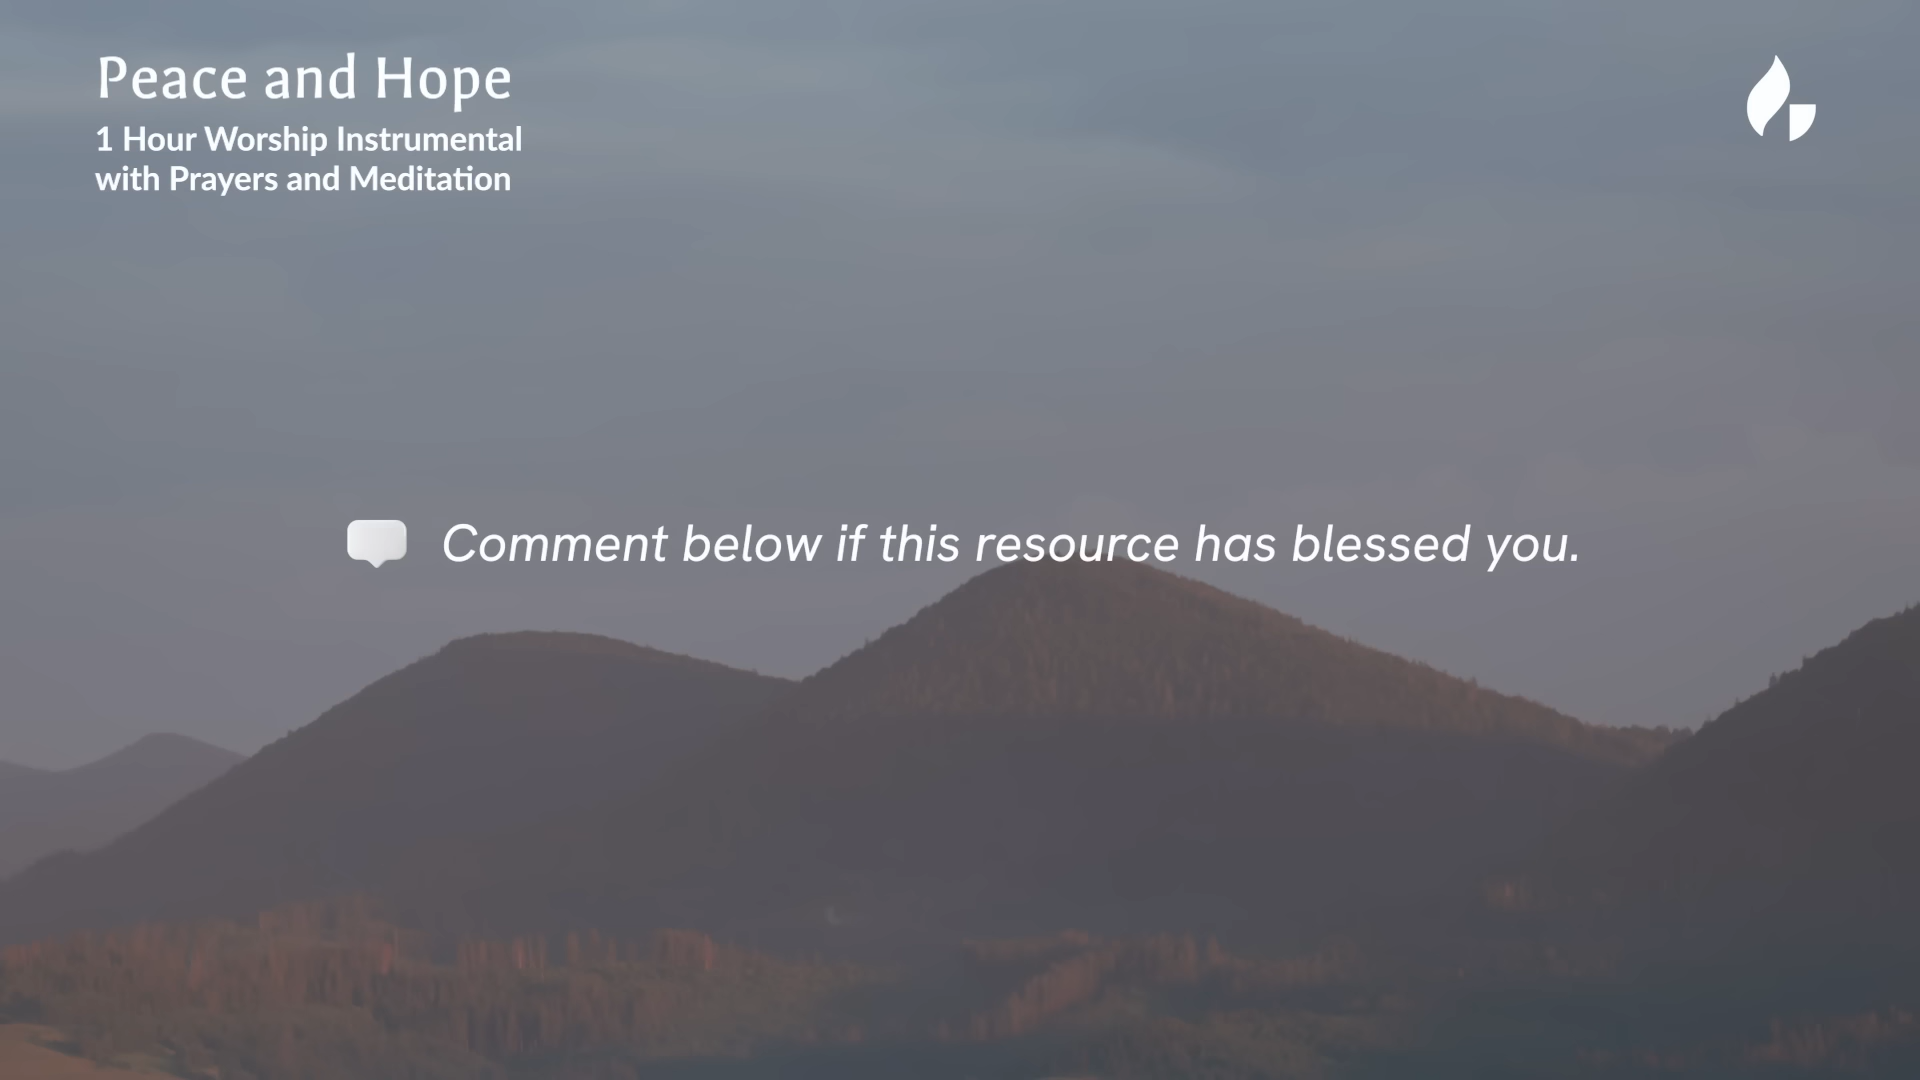 Peace and Hope
1 Hour Worship Instrumental
with Prayers and Meditation
Comment below if this resource has blessed you.